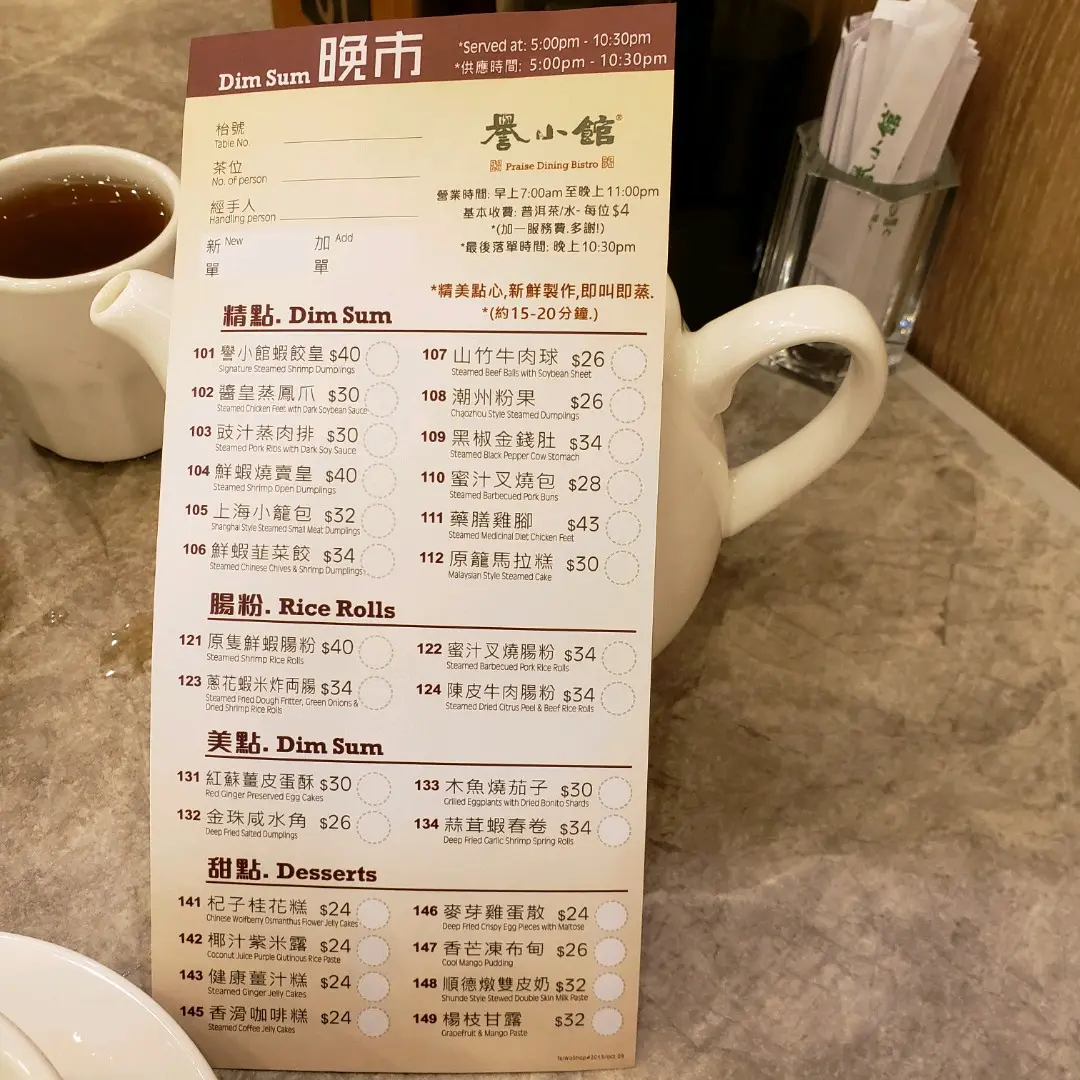 Dim Sum 晚市
*Served at: 5:00pm - 10:30pm
*供應時間: 5:00pm - 10:30pm
枱號
Table No.
茶位
No. of person
經手人
Handling person
新單 New
加單 Add
譽小館®
Praise Dining Bistro
營業時間: 早上7:00am 至晚上11:00pm
基本收費: 普洱茶/水- 每位$4
*(加一服務費.多謝!)
*最後落單時間: 晚上10:30pm
*精美點心,新鮮製作,即叫即蒸.
*(約15-20分鐘.)
精點. Dim Sum
101 譽小館蝦餃皇 $40
Signature Steamed Shrimp Dumplings
102 醬皇蒸鳳爪 $30
Steamed Chicken Feet with Dark Soybean Sauce
103 豉汁蒸肉排 $30
Steamed Pork Ribs with Dark Soy Sauce
104 鮮蝦燒賣皇 $40
Steamed Shrimp Open Dumplings
105 上海小籠包 $32
Shanghai Style Steamed Small Meat Dumplings
106 鮮蝦韮菜餃 $34
Steamed Chinese Chives & Shrimp Dumplings
107 山竹牛肉球 $26
Steamed Beef Balls with Soybean Sheet
108 潮州粉果 $26
Chaozhou Style Steamed Dumplings
109 黑椒金錢肚 $34
Steamed Black Pepper Cow Stomach
110 蜜汁叉燒包 $28
Steamed Barbecued Pork Buns
111 藥膳雞腳 $43
Steamed Medicinal Diet Chicken Feet
112 原籠馬拉糕 $30
Malaysian Style Steamed Cake
腸粉. Rice Rolls
121 原隻鮮蝦腸粉 $40
Steamed Shrimp Rice Rolls
123 蔥花蝦米炸両腸 $34
Steamed Fried Dough Fritter, Green Onions &
Dried Shrimp Rice Rolls
122 蜜汁叉燒腸粉 $34
Steamed Barbecued Pork Rice Rolls
124 陳皮牛肉腸粉 $34
Steamed Dried Citrus Peel & Beef Rice Rolls
美點. Dim Sum
131 紅蘇薑皮蛋酥 $30
Red Ginger Preserved Egg Cakes
132 金珠咸水角 $26
Deep Fried Salted Dumplings
133 木魚燒茄子 $30
Grilled Eggplants with Dried Bonito Shards
134 蒜茸蝦春卷 $34
Deep Fried Garlic Shrimp Spring Rolls
甜點. Desserts
141 杞子桂花糕 $24
Chinese Wolfberry Osmanthus Flower Jelly Cakes
142 椰汁紫米露 $24
Coconut Juice Purple Glutinous Rice Paste
143 健康薑汁糕 $24
Steamed Ginger Jelly Cakes
145 香滑咖啡糕 $24
Steamed Coffee Jelly Cakes
146 麥芽雞蛋散 $24
Deep Fried Crispy Egg Pieces with Maltose
147 香芒凍布甸 $26
Cool Mango Pudding
148 順德燉雙皮奶 $32
Shunde Style Stewed Double Skin Milk Paste
149 楊枝甘露 $32
Grapefruit & Mango Paste
譽小館